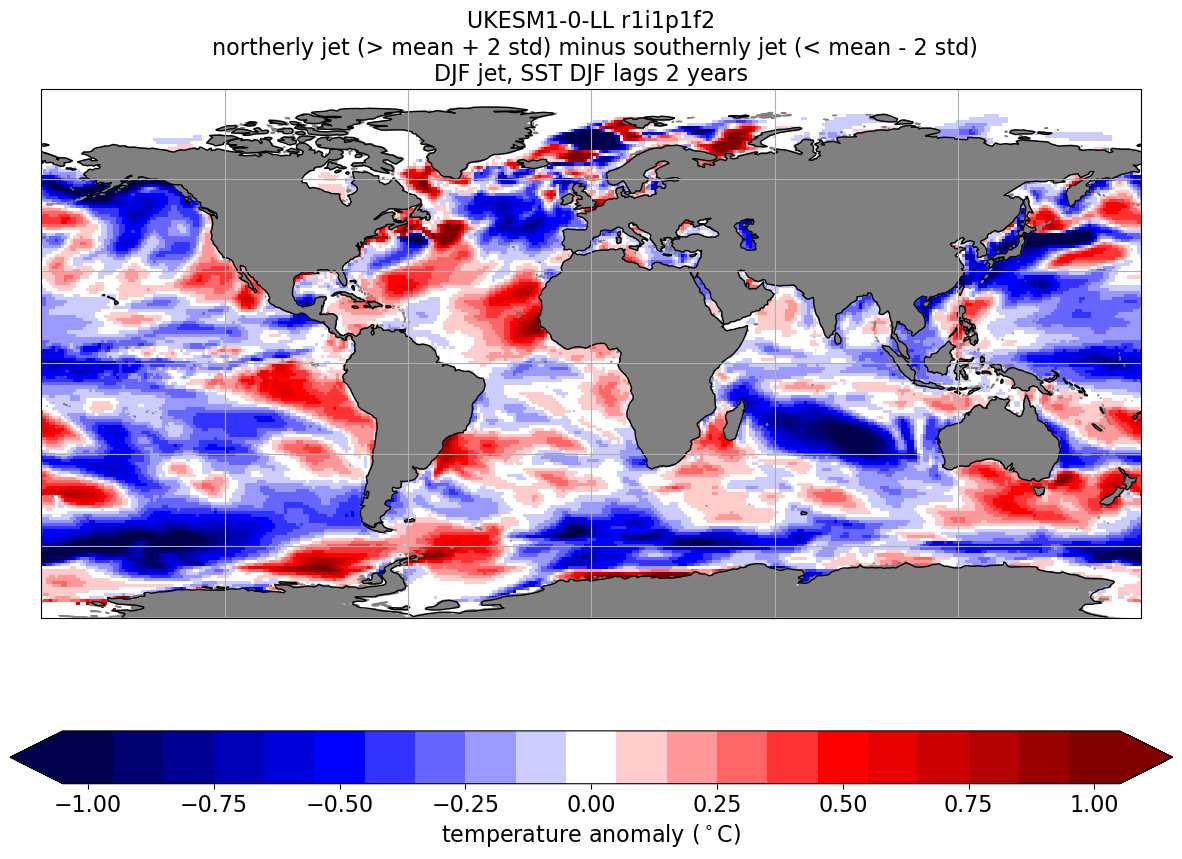 UKESM1-0-LL r1i1p1f2
northerly jet (> mean + 2 std) minus southernly jet (< mean - 2 std)
DJF jet, SST DJF lags 2 years
−1.00 −0.75 −0.50 −0.25 0.00 0.25 0.50 0.75 1.00
temperature anomaly (°C)